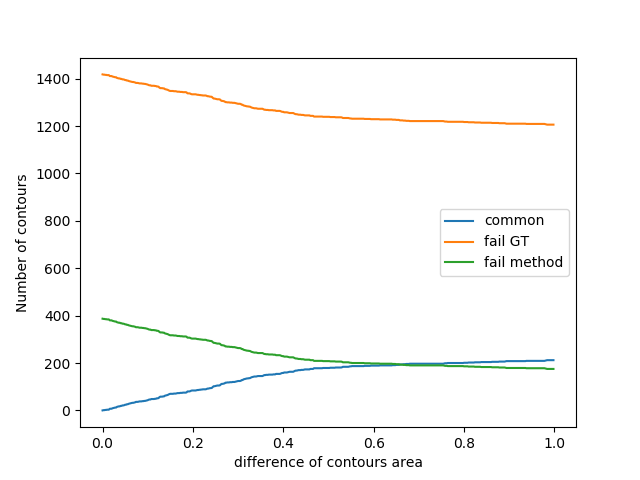 1400
1200
1000
800
600
400
200
0
Number of contours
common
fail GT
fail method
0.0 0.2 0.4 0.6 0.8 1.0
difference of contours area